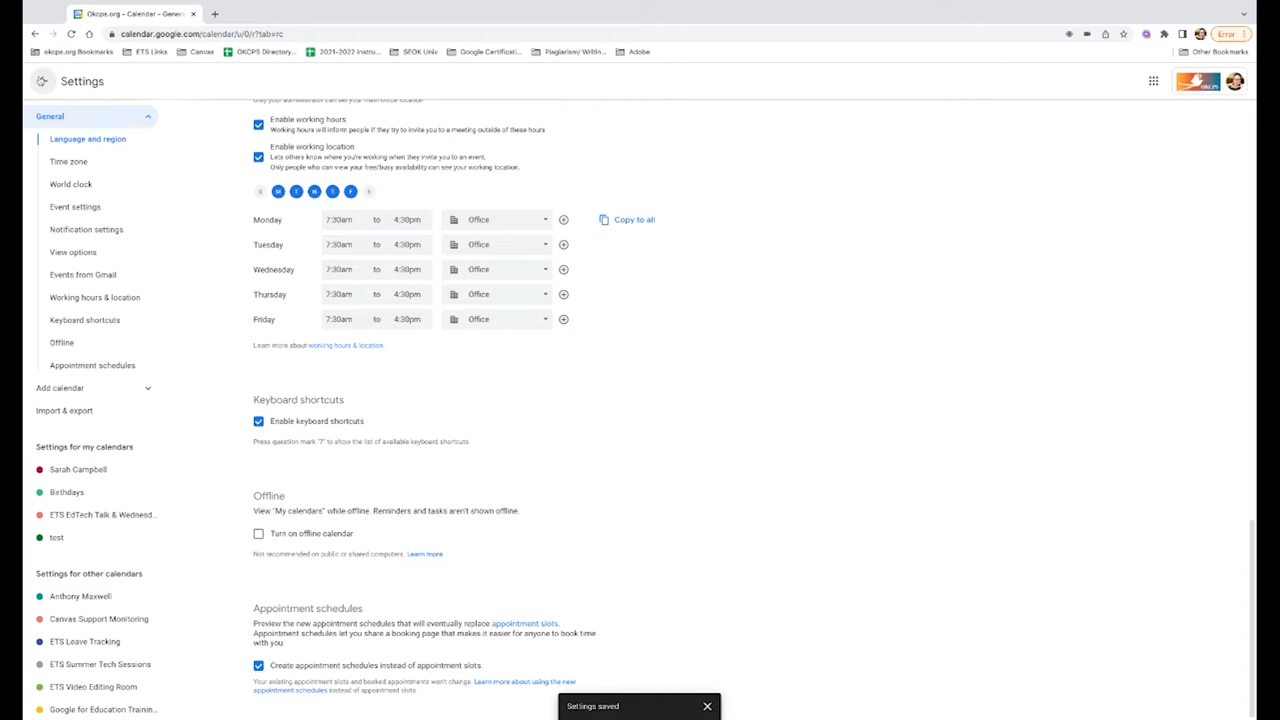 Okcps.org - Calendar - Gener
calendar.google.com/calendar/u/0/r?tab=rc
Error
okcps.org Bookmarks
ETS Links
Canvas
OKCPS Directory...
2021-2022 Instru...
SEOK Univ
Google Certificati...
Plagiarism/ Writin...
Adobe
Other Bookmarks
Settings
OKCPS
General
Language and region
Time zone
World clock
Event settings
Notification settings
View options
Events from Gmail
Working hours & location
Keyboard shortcuts
Offline
Appointment schedules
Add calendar
Import & export
Settings for my calendars
Sarah Campbell
Birthdays
ETS EdTech Talk & Wednesd...
test
Settings for other calendars
Anthony Maxwell
Canvas Support Monitoring
ETS Leave Tracking
ETS Summer Tech Sessions
ETS Video Editing Room
Google for Education Trainin...
Only your administrator can set your main office location
Enable working hours
Working hours will inform people if they try to invite you to a meeting outside of these hours
Enable working location
Lets others know where you're working when they invite you to an event.
Only people who can view your free/busy availability can see your working location.
S M T W T F S
Monday 7:30am to 4:30pm Office Copy to all
Tuesday 7:30am to 4:30pm Office
Wednesday 7:30am to 4:30pm Office
Thursday 7:30am to 4:30pm Office
Friday 7:30am to 4:30pm Office
Learn more about working hours & location.
Keyboard shortcuts
Enable keyboard shortcuts
Press question mark "?" to show the list of available keyboard shortcuts
Offline
View "My calendars" while offline. Reminders and tasks aren't shown offline.
Turn on offline calendar
Not recommended on public or shared computers. Learn more
Appointment schedules
Preview the new appointment schedules that will eventually replace appointment slots.
Appointment schedules let you share a booking page that makes it easier for anyone to book time
with you.
Create appointment schedules instead of appointment slots.
Your existing appointment slots and booked appointments won't change. Learn more about using the new
appointment schedules instead of appointment slots
Settings saved